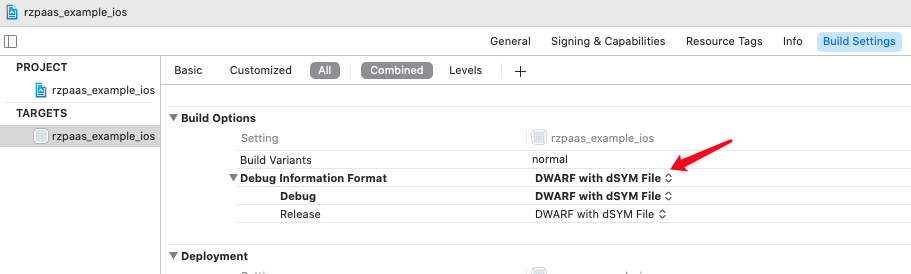 rzpaas_example_ios
General Signing & Capabilities Resource Tags Info Build Settings
PROJECT
rzpaas_example_ios
TARGETS
rzpaas_example_ios
Basic Customized All Combined Levels +
Build Options
Setting rzpaas_example_ios
Build Variants normal
Debug Information Format DWARF with dSYM File
Debug DWARF with dSYM File
Release DWARF with dSYM File
Deployment